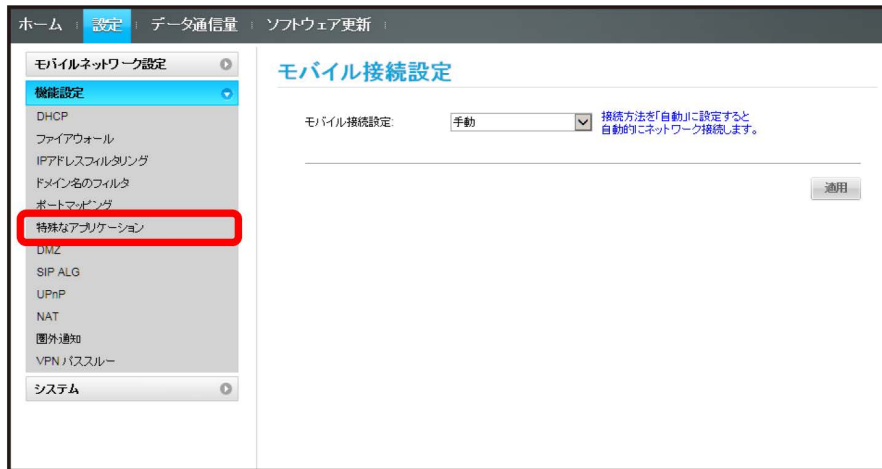 ホーム 設定 データ通信量 ソフトウェア更新
モバイルネットワーク設定
機能設定
DHCP
ファイアウォール
IPアドレスフィルタリング
ドメイン名のフィルタ
ポートマッピング
特殊なアプリケーション
DMZ
SIP ALG
UPnP
NAT
圏外通知
VPN パススルー
システム
モバイル接続設定
モバイル接続設定: 手動
接続方法を「自動」に設定すると
自動的にネットワーク接続します。
適用